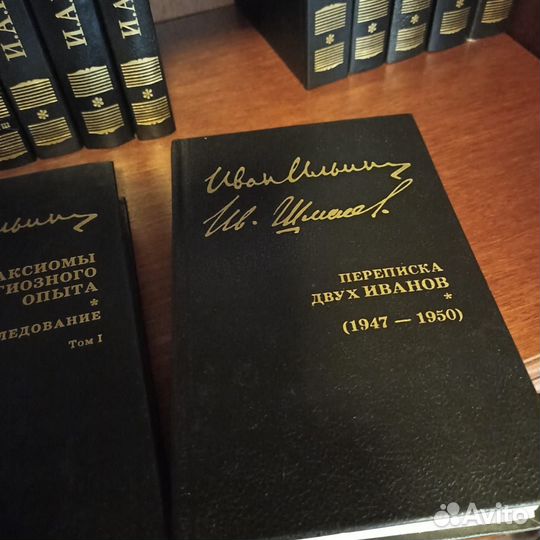 И А
И А
И А
Иван Ильин
Ив. Шмелев.
ПЕРЕПИСКА
ДВУХ ИВАНОВ
*
(1947 — 1950)
АКСИОМЫ
ГИОЗНОГО
ОПЫТА
*
ЛЕДОВАНИЕ
Том I
Avito